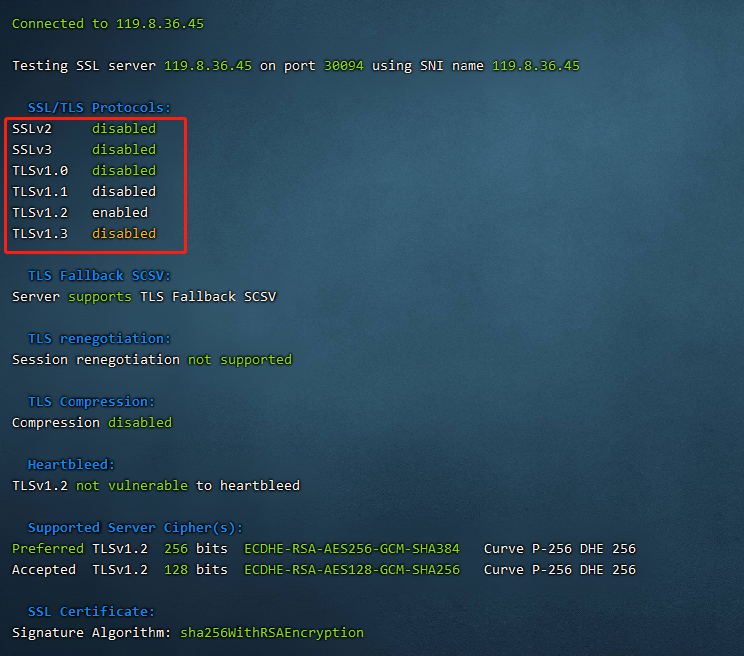 Connected to 119.8.36.45
Testing SSL server 119.8.36.45 on port 30094 using SNI name 119.8.36.45
SSL/TLS Protocols:
SSLv2 disabled
SSLv3 disabled
TLSv1.0 disabled
TLSv1.1 disabled
TLSv1.2 enabled
TLSv1.3 disabled
TLS Fallback SCSV:
Server supports TLS Fallback SCSV
TLS renegotiation:
Session renegotiation not supported
TLS Compression:
Compression disabled
Heartbleed:
TLSv1.2 not vulnerable to heartbleed
Supported Server Cipher(s):
Preferred TLSv1.2 256 bits ECDHE-RSA-AES256-GCM-SHA384 Curve P-256 DHE 256
Accepted TLSv1.2 128 bits ECDHE-RSA-AES128-GCM-SHA256 Curve P-256 DHE 256
SSL Certificate:
Signature Algorithm: sha256WithRSAEncryption